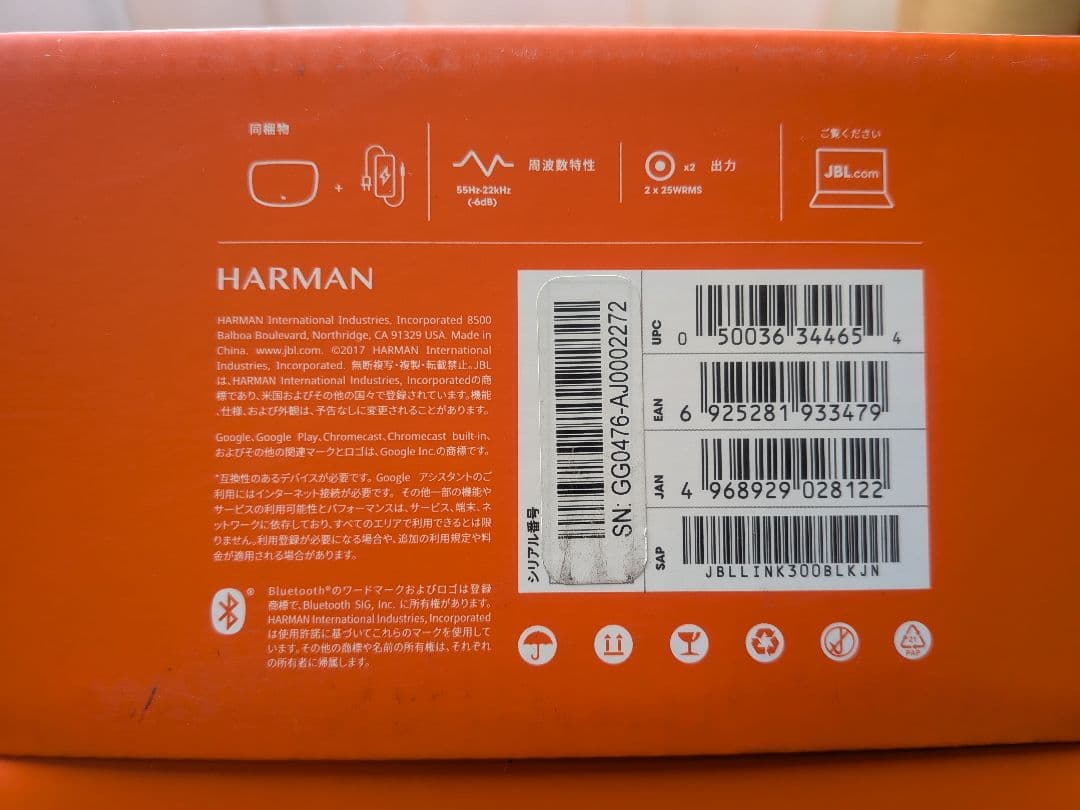 同梱物
+
周波数特性
55Hz-22kHz
(-6dB)
x2 出力
2 x 25WRMS
ご覧ください
JBL.com
HARMAN
HARMAN International Industries, Incorporated 8500
Balboa Boulevard, Northridge, CA 91329 USA. Made in
China. www.jbl.com. ©2017 HARMAN International
Industries, Incorporated. 無断複写・複製・転載禁止。JBL
は、HARMAN International Industries, Incorporatedの商
標であり、米国およびその他の国々で登録されています。機能
、仕様、および外観は、予告なしに変更されることがあります。
Google、Google Play、Chromecast、Chromecast built-in、
およびその他の関連マークとロゴは、Google Inc.の商標です。
*互換性のあるデバイスが必要です。Google アシスタントのご
利用にはインターネット接続が必要です。その他一部の機能や
サービスの利用可能性とパフォーマンスは、サービス、端末、ネ
ットワークに依存しており、すべてのエリアで利用できるとは限
りません。利用登録が必要になる場合や、追加の利用規定や料
金が適用される場合があります。
Bluetooth®のワードマークおよびロゴは登録
商標で、Bluetooth SIG, Inc. に所有権があります。
HARMAN International Industries, Incorporated
は使用許諾に基づいてこれらのマークを使用して
います。その他の商標や名前の所有権は、それぞれ
の所有者に帰属します。
シリアル番号
SN: GG0476-AJ0002272
UPC
0 50036 34465 4
EAN
6 925281 933479
JAN
4 968929 028122
SAP
JBLLINK300BLKJN
21
PAP